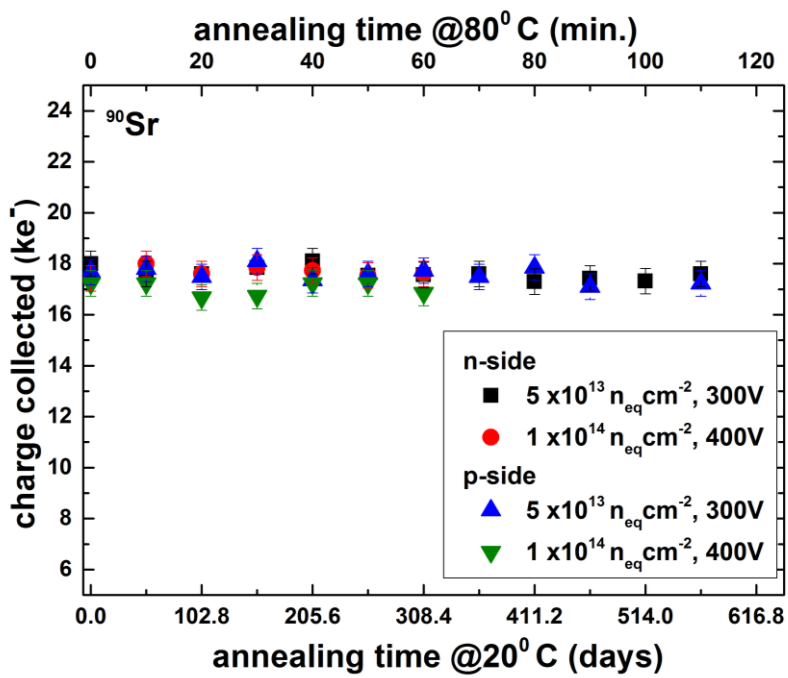 annealing time @80⁰ C (min.)
0 20 40 60 80 100 120
⁹⁰Sr
charge collected (ke⁻)
24
22
20
18
16
14
12
10
8
6
n-side
5 x10¹³ n_eq cm⁻², 300V
1 x10¹⁴ n_eq cm⁻², 400V
p-side
5 x10¹³ n_eq cm⁻², 300V
1 x10¹⁴ n_eq cm⁻², 400V
0.0 102.8 205.6 308.4 411.2 514.0 616.8
annealing time @20⁰ C (days)